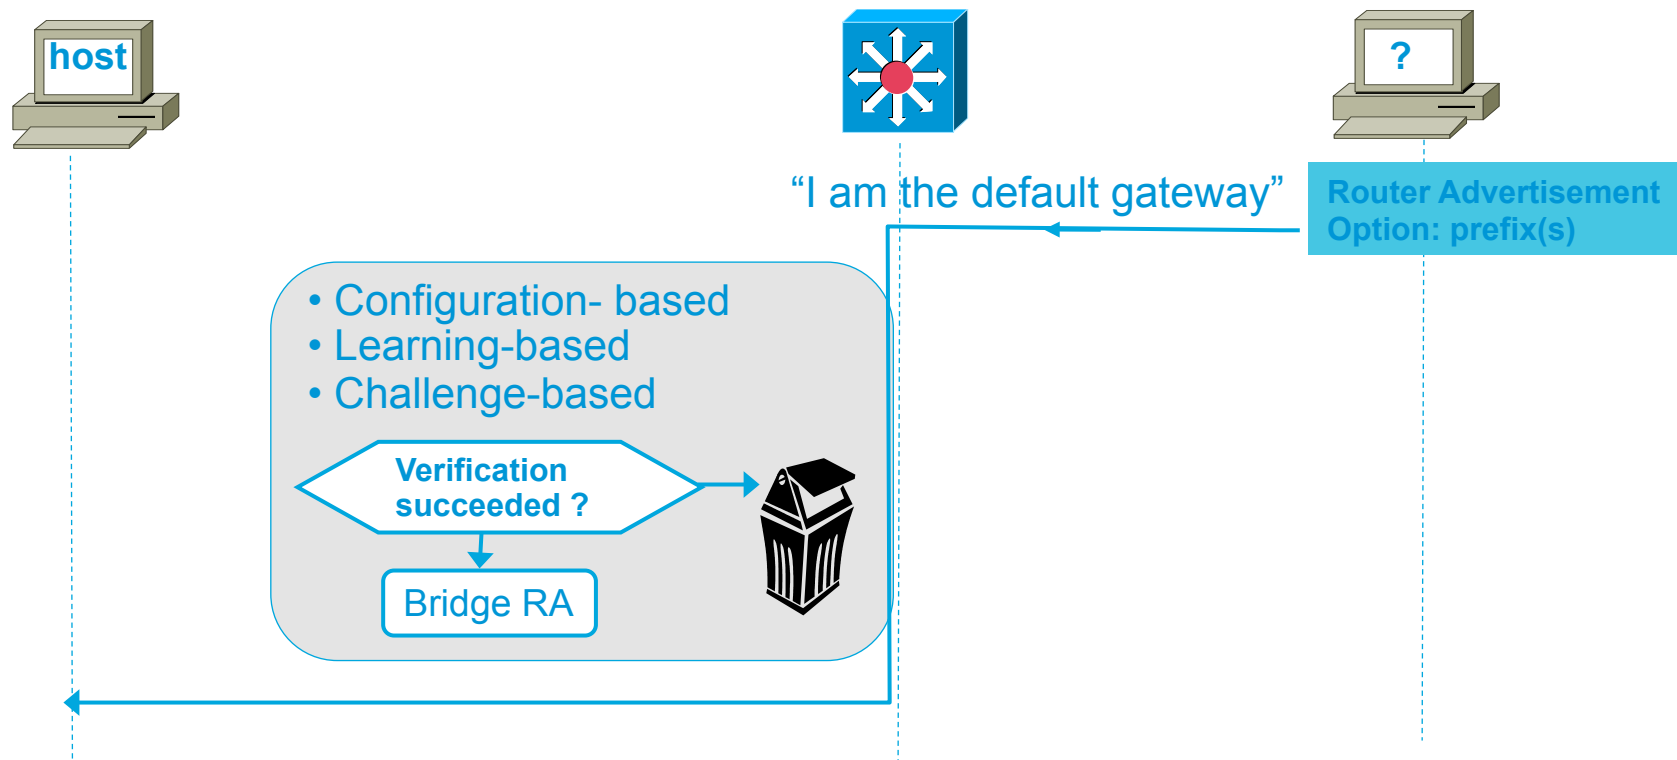 host
?
“I am the default gateway”
Router Advertisement
Option: prefix(s)
• Configuration- based
• Learning-based
• Challenge-based
Verification
succeeded ?
Bridge RA